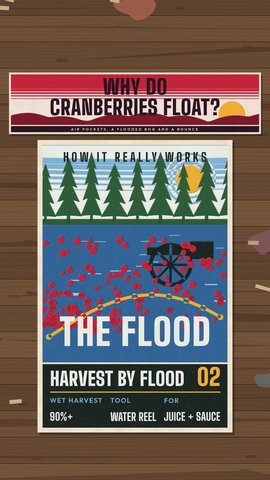 WHY DO
CRANBERRIES FLOAT?
AIR POCKETS, A FLOODED BOG AND A BOUNCE
HOW IT REALLY WORKS
THE FLOOD
HARVEST BY FLOOD 02
WET HARVEST TOOL FOR
90%+ WATER REEL JUICE + SAUCE